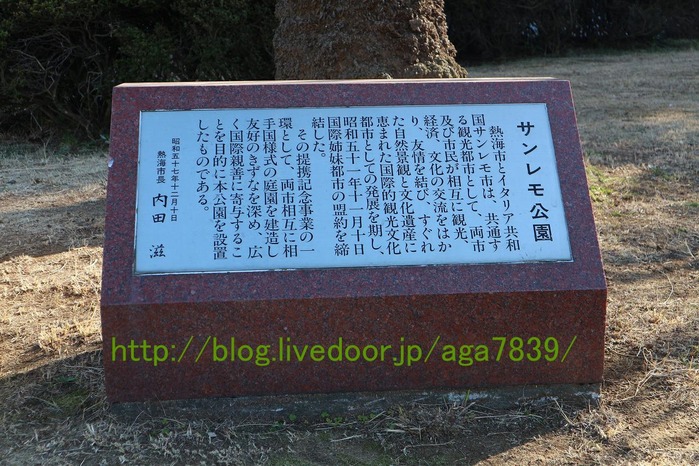 サンレモ公園
熱海市とイタリア共和
国サンレモ市は、共通す
る観光都市として、両市
及び市民が相互に観光、
経済、文化の交流をはか
り、友情を結び、すぐれ
た自然景観と文化遺産に
恵まれた国際的観光文化
都市としての発展を期し、
昭和五十一年十一月十日
国際姉妹都市の盟約を締
結した。
その提携記念事業の一
環として、両市相互に相
手国様式の庭園を建造し
友好のきずなを深め、広
く国際親善に寄与するこ
とを目的に本公園を設置
したものである。
昭和五十七年十二月十日
熱海市長 内田 滋
http://blog.livedoor.jp/aga7839/